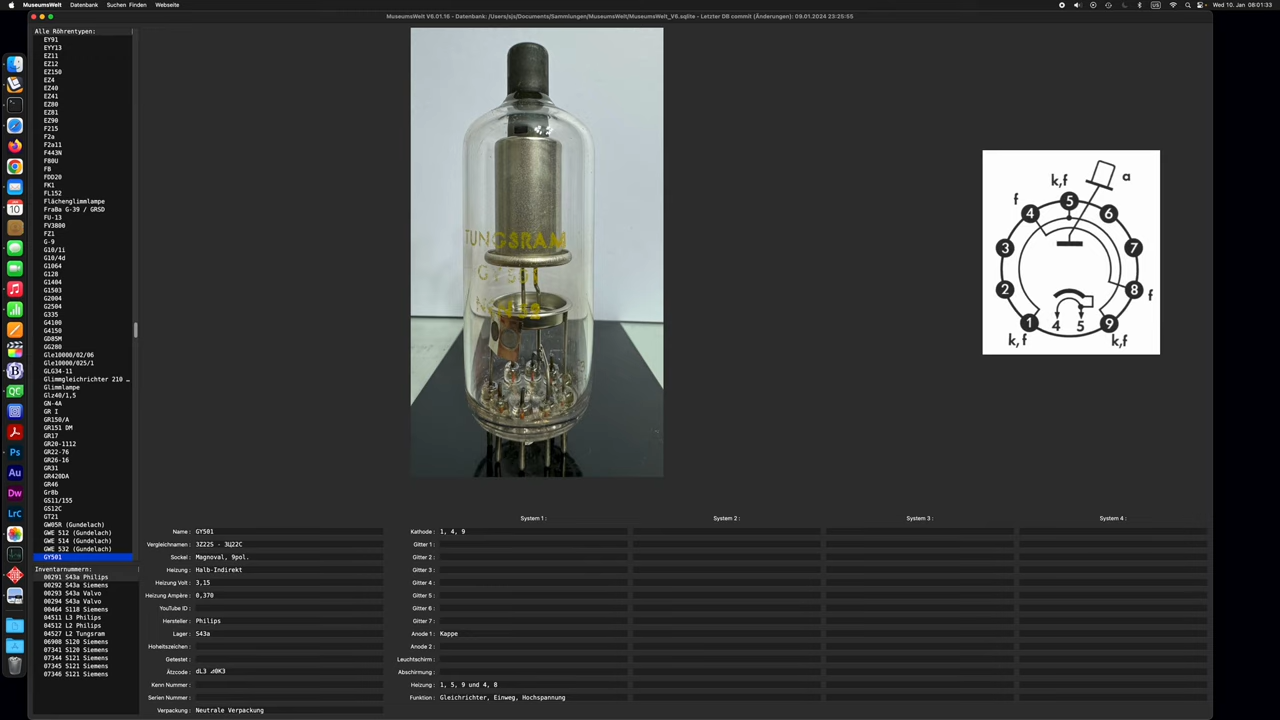 MuseumsWelt Datenbank Suchen Finden Webseite
Wed 10. Jan 08:01:33
MuseumsWelt V6.01.16 - Datenbank: /Users/sjs/Documents/Sammlungen/MuseumsWelt/MuseumsWelt_V6.sqlite - Letzter DB commit (Änderungen): 09.01.2024 23:25:55
Alle Röhrentypen:
EY91
EYY13
EZ11
EZ12
EZ150
EZ4
EZ40
EZ41
EZ80
EZ81
EZ90
F215
F2a
F2a11
F443N
F80U
FB
FDD20
FK1
FL152
Flächenglimmlampe
FraBa G-39 / GRSD
FU-13
FV3800
FZ1
G-9
G10/1i
G10/4d
G1064
G128
G1404
G1503
G2004
G2504
G335
G4100
G4150
GD85M
GG280
Gle10000/02/06
Gle10000/025/1
GLG34-11
Glimmgleichrichter 210 …
Glimmlampe
Glz40/1,5
GN-4A
GR I
GR150/A
GR151 DM
GR17
GR20-1112
GR22-76
GR26-16
GR31
GR420DA
GR46
Gr8b
GS11/155
GS12C
GT21
GW05R (Gundelach)
GWE 512 (Gundelach)
GWE 514 (Gundelach)
GWE 532 (Gundelach)
GY501
Inventarnummern:
00291 S43a Philips
00292 S43a Siemens
00293 S43a Valvo
00294 S43a Valvo
00464 S118 Siemens
04511 L3 Philips
04512 L2 Philips
04527 L2 Tungsram
06908 S120 Siemens
07341 S120 Siemens
07344 S121 Siemens
07345 S121 Siemens
07346 S121 Siemens
TUNGSRAM
k,f
a
f
5
4
6
3
7
2
8
f
1
4 5
9
k,f
k,f
System 1 :
System 2 :
System 3 :
System 4 :
Name : GY501
Vergleichnamen : 3Z22S - 3Ц22C
Sockel : Magnoval, 9pol.
Heizung : Halb-Indirekt
Heizung Volt : 3,15
Heizung Ampère : 0,370
YouTube ID :
Hersteller : Philips
Lager : S43a
Hoheitszeichen :
Getestet :
Ätzcode : dL3 ⊿0K3
Kenn Nummer :
Serien Nummer :
Verpackung : Neutrale Verpackung
Kathode : 1, 4, 9
Gitter 1 :
Gitter 2 :
Gitter 3 :
Gitter 4 :
Gitter 5 :
Gitter 6 :
Gitter 7 :
Anode 1 : Kappe
Anode 2 :
Leuchtschirm :
Abschirmung :
Heizung : 1, 5, 9 und 4, 8
Funktion : Gleichrichter, Einweg, Hochspannung